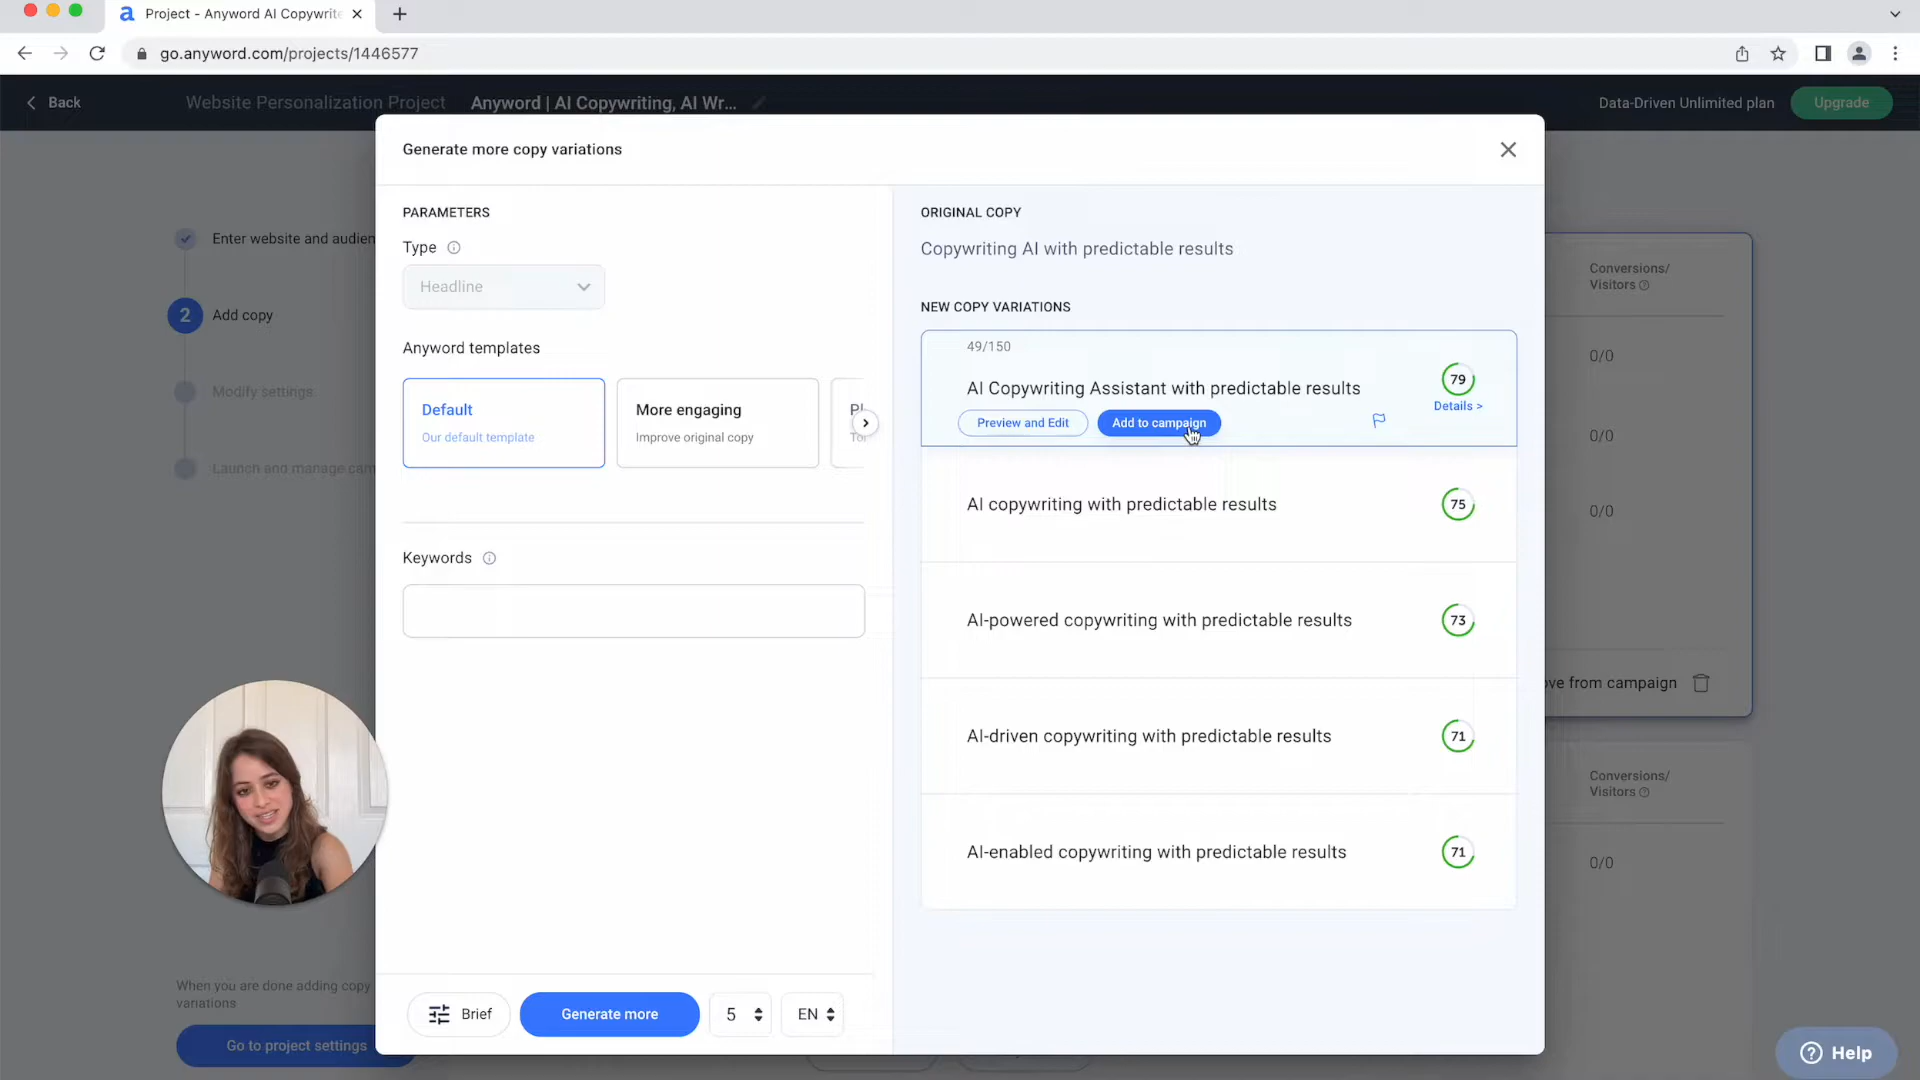 Project - Anyword AI Copywrite
go.anyword.com/projects/1446577
Back
Website Personalization Project
Anyword | AI Copywriting, AI Wr...
Data-Driven Unlimited plan
Upgrade
Generate more copy variations
PARAMETERS
Type
Headline
Anyword templates
Default
Our default template
More engaging
Improve original copy
Keywords
Brief
Generate more
5
EN
ORIGINAL COPY
Copywriting AI with predictable results
NEW COPY VARIATIONS
49/150
AI Copywriting Assistant with predictable results
79
Details >
Preview and Edit
Add to campaign
AI copywriting with predictable results
75
AI-powered copywriting with predictable results
73
AI-driven copywriting with predictable results
71
AI-enabled copywriting with predictable results
71
Enter website and audien
2
Add copy
Modify settings
Launch and manage cam
When you are done adding copy
variations
Go to project settings
Conversions/
Visitors
0/0
0/0
0/0
ove from campaign
Conversions/
Visitors
0/0
Help